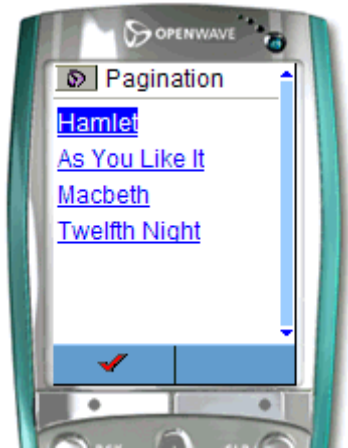 OPENWAVE
Pagination
Hamlet
As You Like It
Macbeth
Twelfth Night